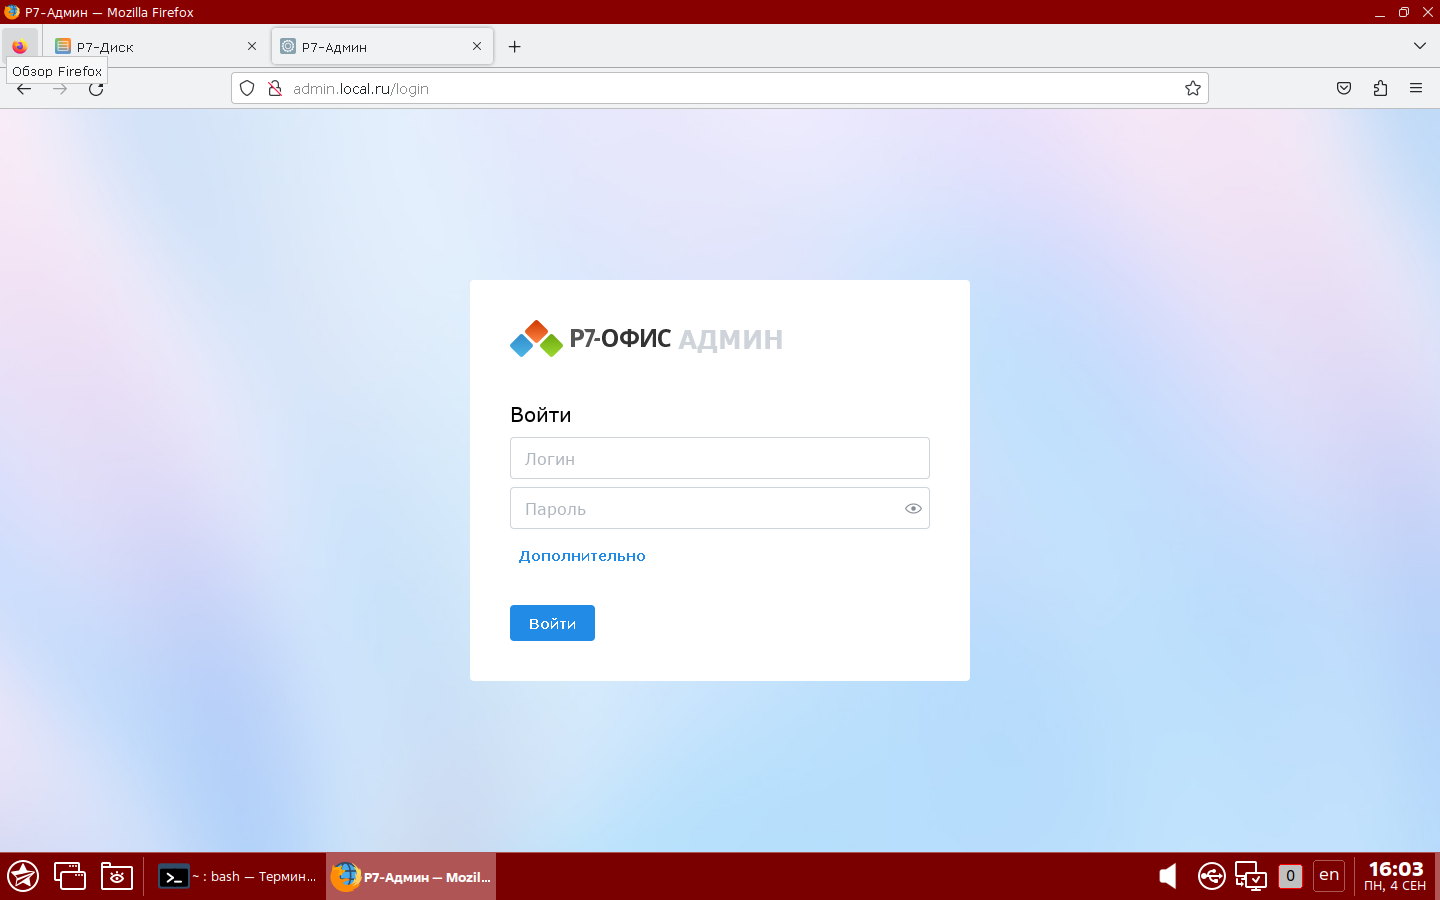 Р7-Админ — Mozilla Firefox
Р7-Диск
Р7-Админ
Обзор Firefox
admin.local.ru/login
Р7-ОФИС АДМИН
Войти
Логин
Пароль
Дополнительно
Войти
~ : bash — Термин...
Р7-Админ — Mozil...
0
en
16:03
ПН, 4 СЕН